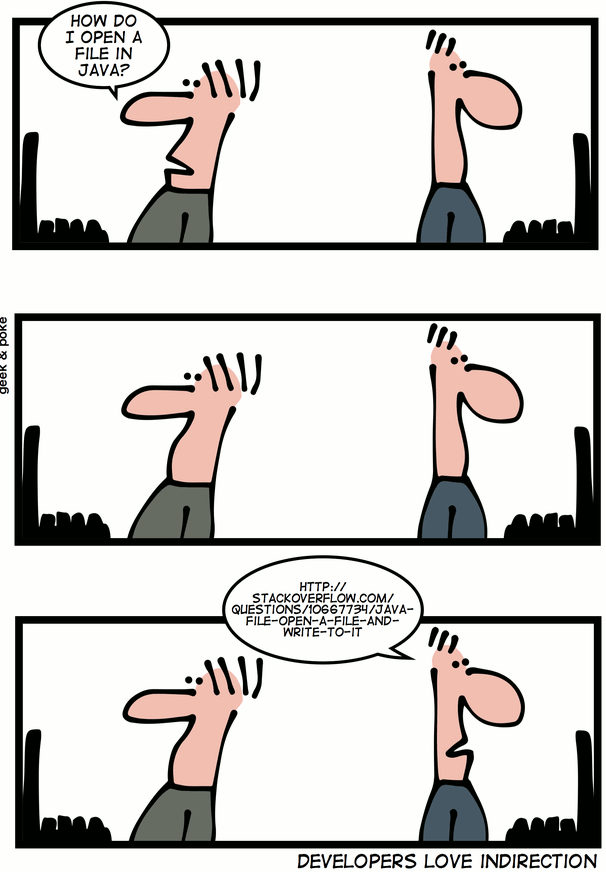 HOW DO
I OPEN A
FILE IN
JAVA?
geek & poke
HTTP://
STACKOVERFLOW.COM/
QUESTIONS/10667734/JAVA-
FILE-OPEN-A-FILE-AND-
WRITE-TO-IT
DEVELOPERS LOVE INDIRECTION